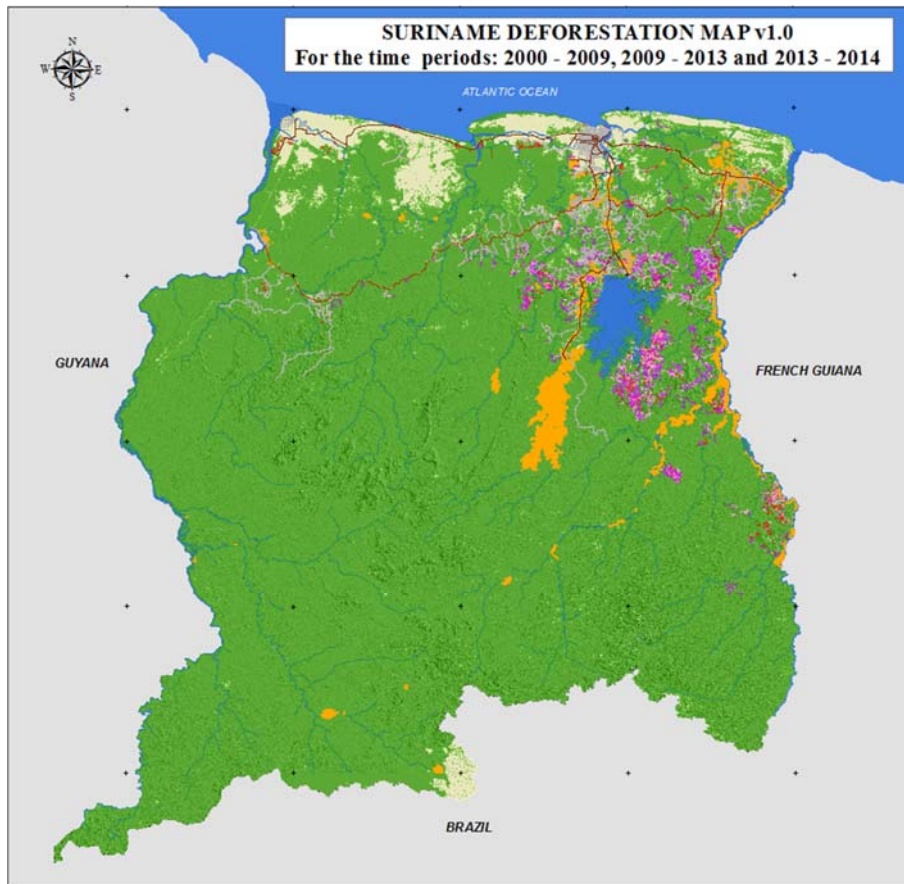 SURINAME DEFORESTATION MAP v1.0
For the time periods: 2000 - 2009, 2009 - 2013 and 2013 - 2014
N
W E
S
ATLANTIC OCEAN
GUYANA
FRENCH GUIANA
BRAZIL